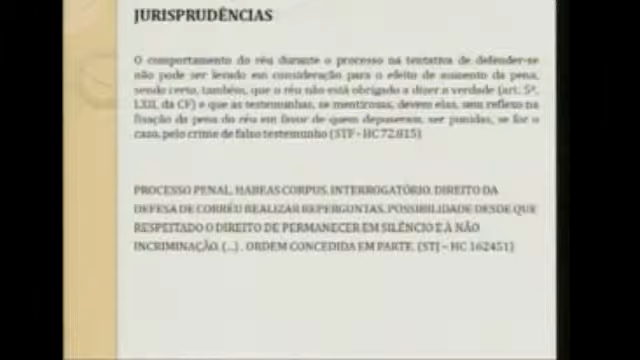 JURISPRUDÊNCIAS
O comportamento do réu durante o processo na tentativa de defender-se
não pode ser levado em consideração para o efeito de aumento da pena,
sendo certo, também, que o réu não está obrigado a dizer a verdade (art. 5º,
LXIII, da CF) e que as testemunhas, se mentirosas, devem elas, sem reflexo na
fixação da pena do réu em favor de quem depuseram, ser punidas, se for o
caso, pelo crime de falso testemunho (STF - HC 72.815)
PROCESSO PENAL. HABEAS CORPUS. INTERROGATÓRIO. DIREITO DA
DEFESA DE CORRÉU REALIZAR REPERGUNTAS. POSSIBILIDADE DESDE QUE
RESPEITADO O DIREITO DE PERMANECER EM SILÊNCIO E À NÃO
INCRIMINAÇÃO. (...) . ORDEM CONCEDIDA EM PARTE. (STJ – HC 162451)